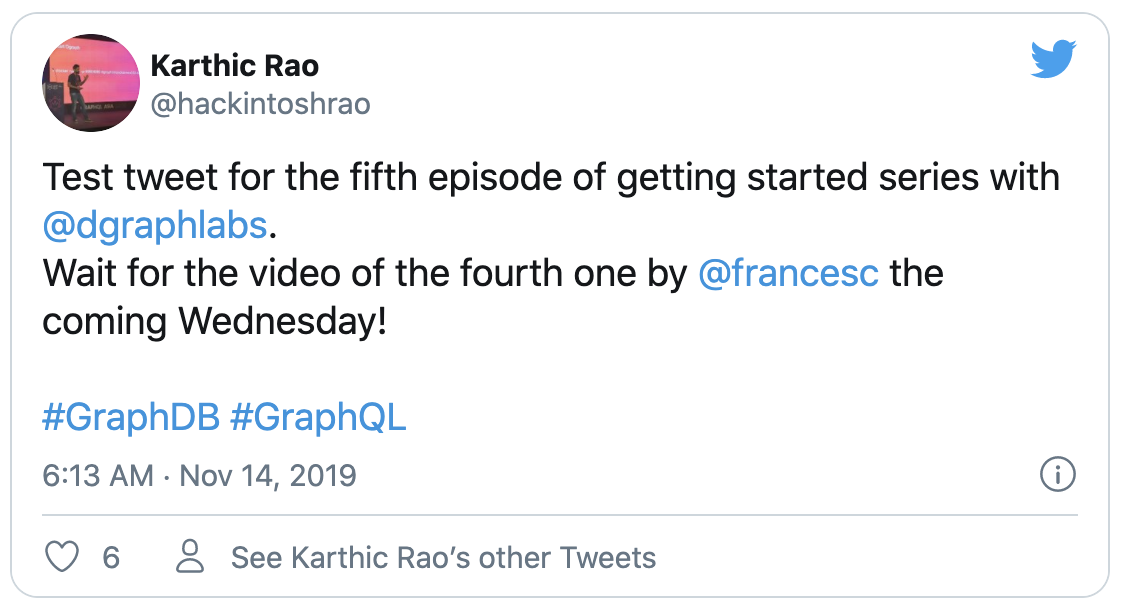 Karthic Rao
@hackintoshrao
Test tweet for the fifth episode of getting started series with
@dgraphlabs.
Wait for the video of the fourth one by @francesc the
coming Wednesday!
#GraphDB #GraphQL
6:13 AM · Nov 14, 2019
6 See Karthic Rao’s other Tweets